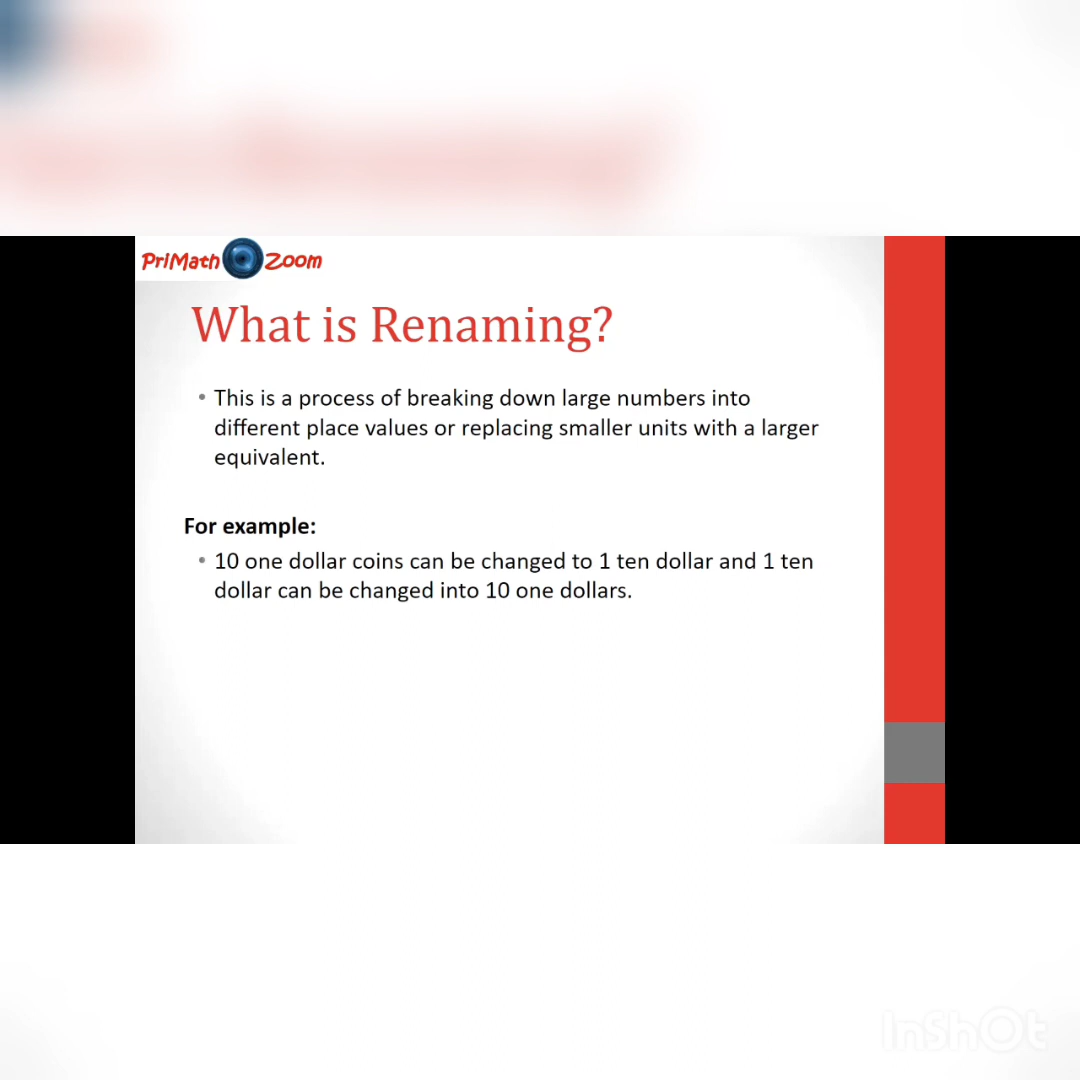 PriMath Zoom
What is Renaming?
• This is a process of breaking down large numbers into
different place values or replacing smaller units with a larger
equivalent.
For example:
• 10 one dollar coins can be changed to 1 ten dollar and 1 ten
dollar can be changed into 10 one dollars.
InShOt